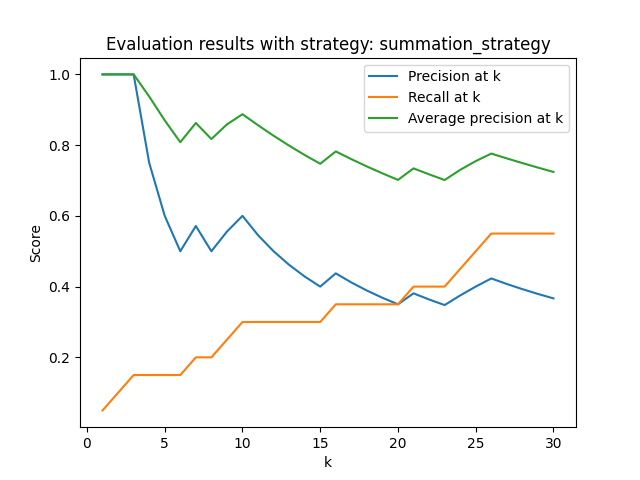 Evaluation results with strategy: summation_strategy
Precision at k
Recall at k
Average precision at k
Score
1.0
0.8
0.6
0.4
0.2
0 5 10 15 20 25 30
k